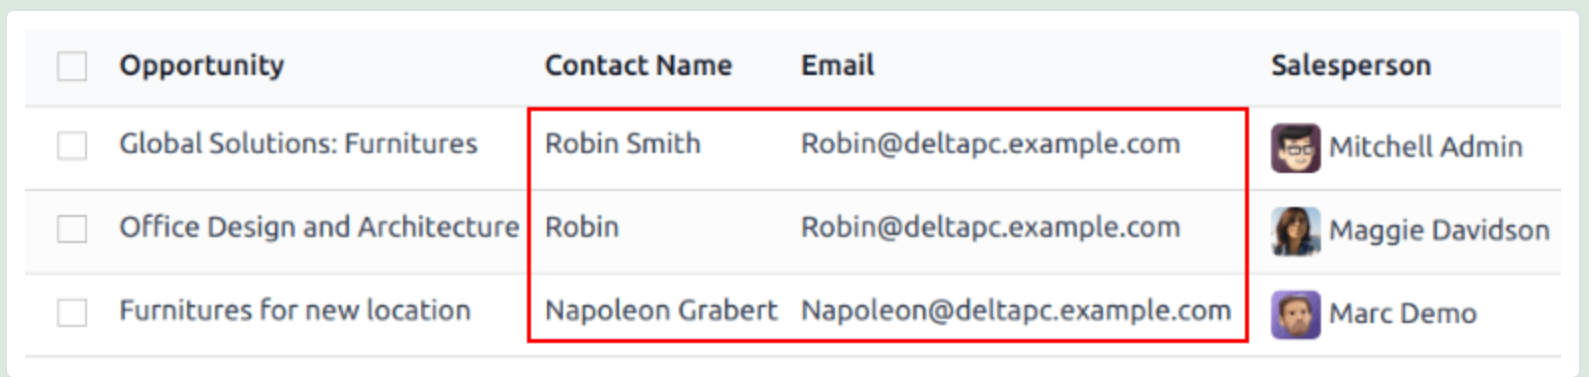 Opportunity Contact Name Email Salesperson
Global Solutions: Furnitures Robin Smith Robin@deltapc.example.com Mitchell Admin
Office Design and Architecture Robin Robin@deltapc.example.com Maggie Davidson
Furnitures for new location Napoleon Grabert Napoleon@deltapc.example.com Marc Demo